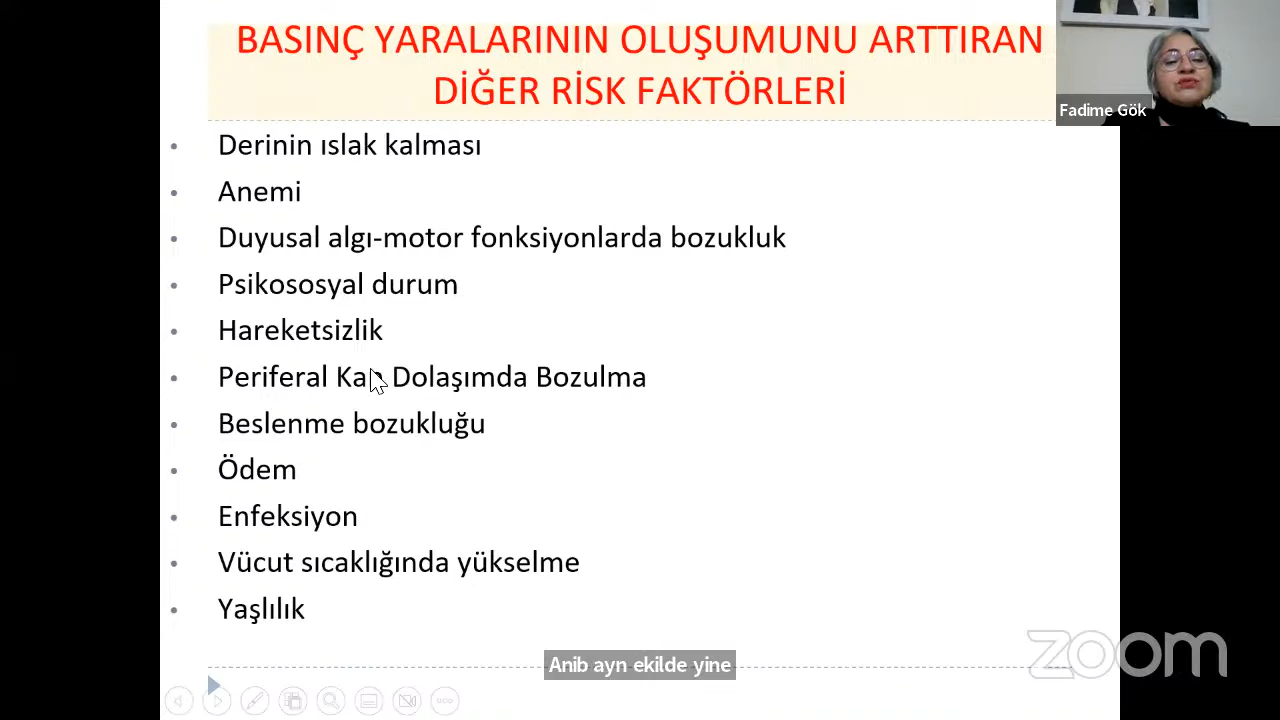 BASINÇ YARALARININ OLUŞUMUNU ARTTIRAN
DİĞER RİSK FAKTÖRLERİ
Fadime Gök
• Derinin ıslak kalması
• Anemi
• Duyusal algı-motor fonksiyonlarda bozukluk
• Psikososyal durum
• Hareketsizlik
• Periferal Kan Dolaşımda Bozulma
• Beslenme bozukluğu
• Ödem
• Enfeksiyon
• Vücut sıcaklığında yükselme
• Yaşlılık
Anib ayn ekilde yine
zoom